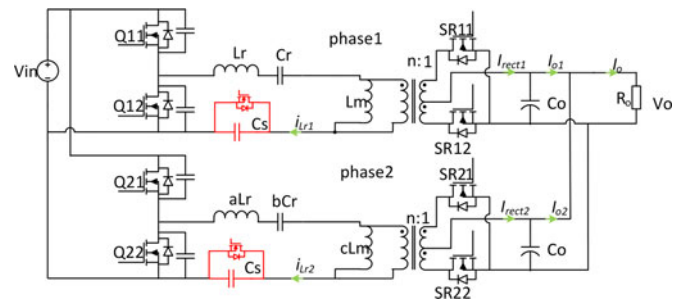 Q11
Lr
Cr
phase1
SR11
n:1
Irect1
Io1
Io
Vin
Q12
Lm
Co
Ro
Vo
Cs
iLr1
SR12
phase2
SR21
Q21
aLr
bCr
n:1
Irect2
Io2
Q22
cLm
Co
Cs
iLr2
SR22